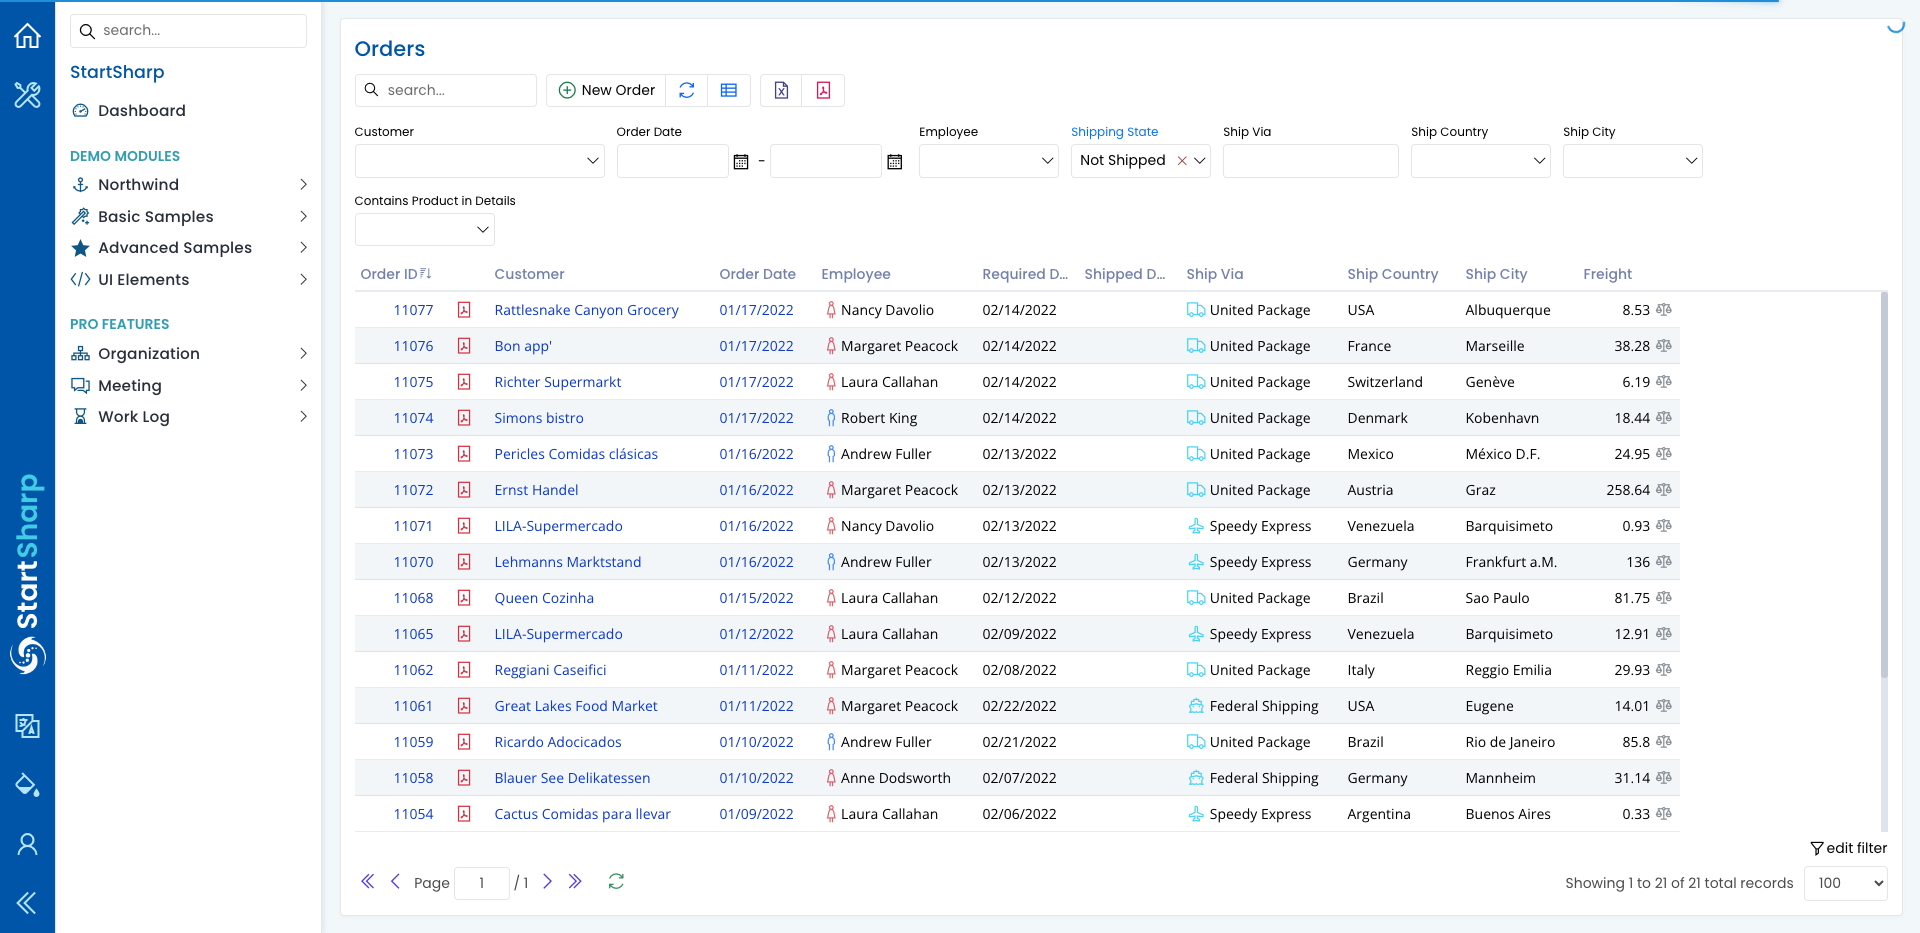 search...
StartSharp
Dashboard
DEMO MODULES
Northwind
Basic Samples
Advanced Samples
UI Elements
PRO FEATURES
Organization
Meeting
Work Log
StartSharp
Orders
search...
New Order
Customer
Order Date
Employee
Shipping State
Ship Via
Ship Country
Ship City
-
Not Shipped
Contains Product in Details
Order ID Customer Order Date Employee Required D... Shipped D... Ship Via Ship Country Ship City Freight
11077 Rattlesnake Canyon Grocery 01/17/2022 Nancy Davolio 02/14/2022 United Package USA Albuquerque 8.53
11076 Bon app' 01/17/2022 Margaret Peacock 02/14/2022 United Package France Marseille 38.28
11075 Richter Supermarkt 01/17/2022 Laura Callahan 02/14/2022 United Package Switzerland Genève 6.19
11074 Simons bistro 01/17/2022 Robert King 02/14/2022 United Package Denmark Kobenhavn 18.44
11073 Pericles Comidas clásicas 01/16/2022 Andrew Fuller 02/13/2022 United Package Mexico México D.F. 24.95
11072 Ernst Handel 01/16/2022 Margaret Peacock 02/13/2022 United Package Austria Graz 258.64
11071 LILA-Supermercado 01/16/2022 Nancy Davolio 02/13/2022 Speedy Express Venezuela Barquisimeto 0.93
11070 Lehmanns Marktstand 01/16/2022 Andrew Fuller 02/13/2022 Speedy Express Germany Frankfurt a.M. 136
11068 Queen Cozinha 01/15/2022 Laura Callahan 02/12/2022 United Package Brazil Sao Paulo 81.75
11065 LILA-Supermercado 01/12/2022 Laura Callahan 02/09/2022 Speedy Express Venezuela Barquisimeto 12.91
11062 Reggiani Caseifici 01/11/2022 Margaret Peacock 02/08/2022 United Package Italy Reggio Emilia 29.93
11061 Great Lakes Food Market 01/11/2022 Margaret Peacock 02/22/2022 Federal Shipping USA Eugene 14.01
11059 Ricardo Adocicados 01/10/2022 Andrew Fuller 02/21/2022 United Package Brazil Rio de Janeiro 85.8
11058 Blauer See Delikatessen 01/10/2022 Anne Dodsworth 02/07/2022 Federal Shipping Germany Mannheim 31.14
11054 Cactus Comidas para llevar 01/09/2022 Laura Callahan 02/06/2022 Speedy Express Argentina Buenos Aires 0.33
edit filter
Page 1 / 1
Showing 1 to 21 of 21 total records 100